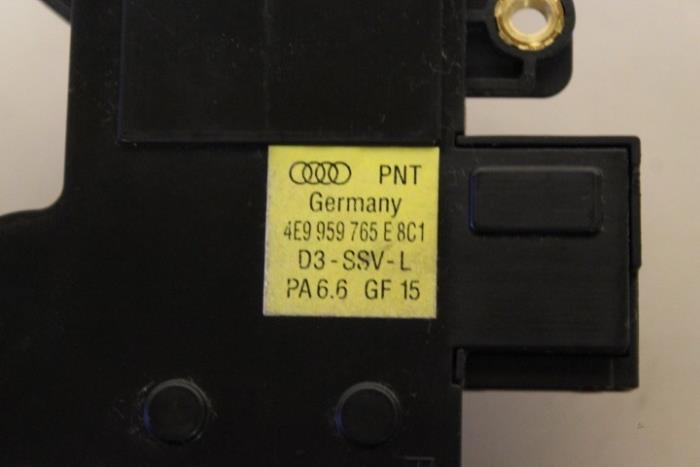 PNT
Germany
4E9 959 765 E 8C1
D3-SSV-L
PA 6.6 GF 15